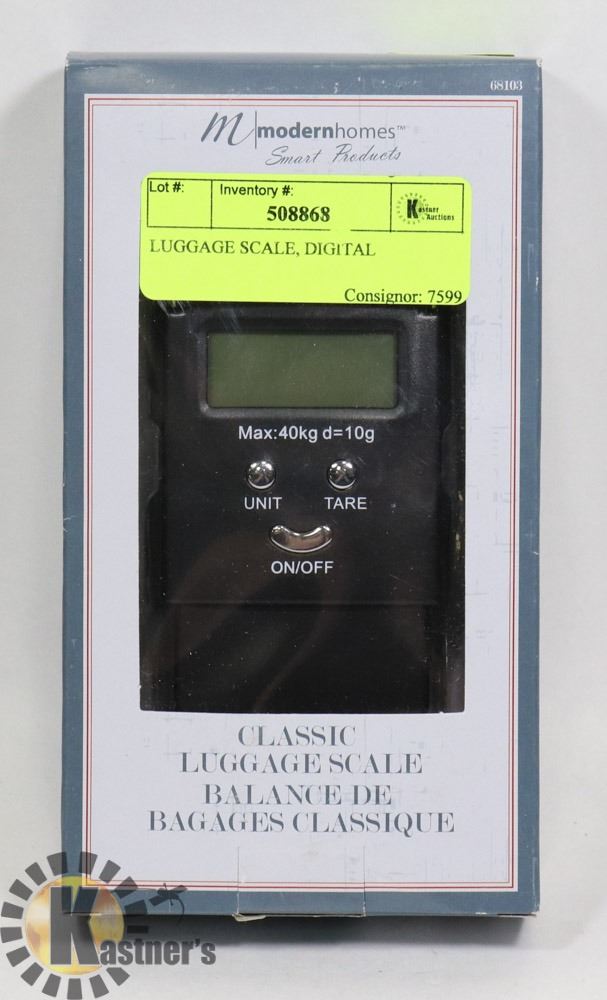 68103
m modernhomes™
Smart Products
Lot #: Inventory #:
508868
Kastner Auctions
LUGGAGE SCALE, DIGITAL
Consignor: 7599
Max:40kg d=10g
UNIT TARE
ON/OFF
CLASSIC
LUGGAGE SCALE
BALANCE DE
BAGAGES CLASSIQUE
Kastner's